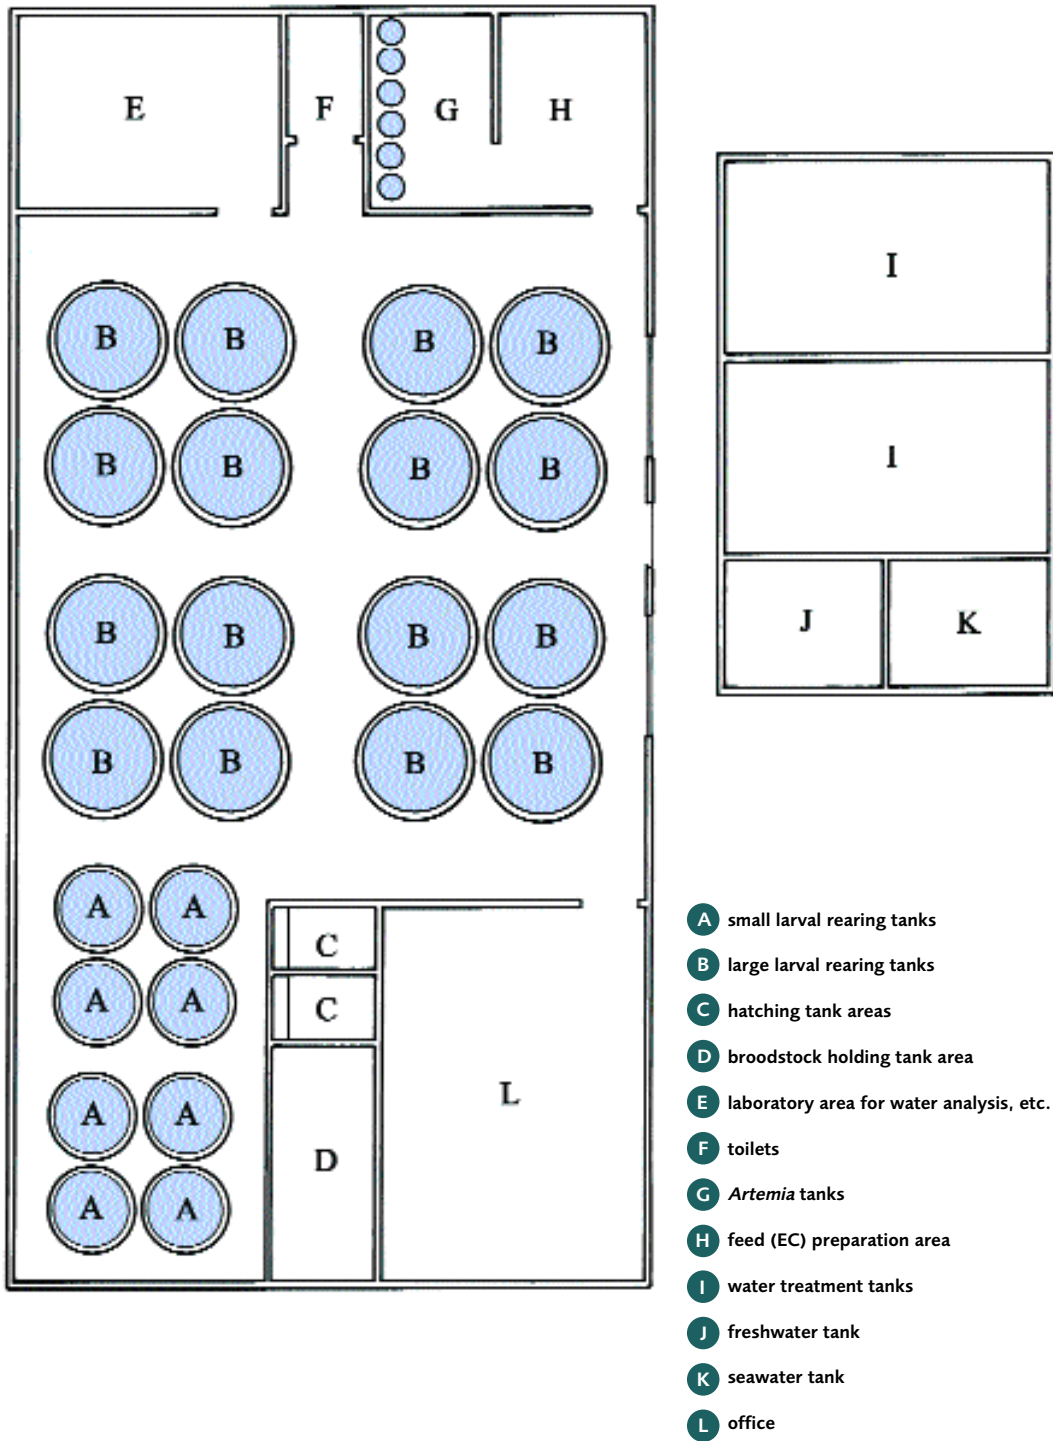 E F G H
B B B B
B B B B
B B B B
B B B B
A A
A A
A A
A A
C
C
D
L
I
I
J K
A small larval rearing tanks
B large larval rearing tanks
C hatching tank areas
D broodstock holding tank area
E laboratory area for water analysis, etc.
F toilets
G Artemia tanks
H feed (EC) preparation area
I water treatment tanks
J freshwater tank
K seawater tank
L office